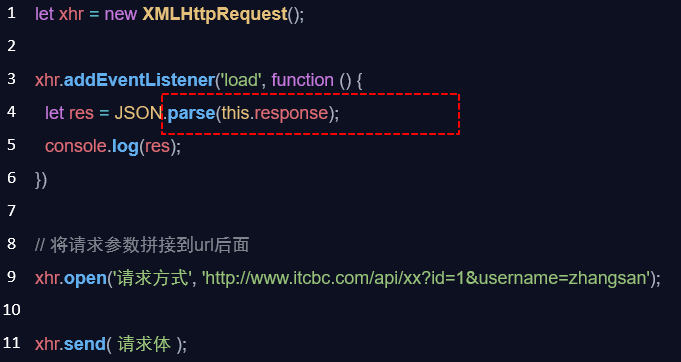 1 let xhr = new XMLHttpRequest();
2
3 xhr.addEventListener('load', function () {
4 let res = JSON.parse(this.response);
5 console.log(res);
6 })
7
8 // 将请求参数拼接到url后面
9 xhr.open('请求方式', 'http://www.itcbc.com/api/xx?id=1&username=zhangsan');
10
11 xhr.send( 请求体 );